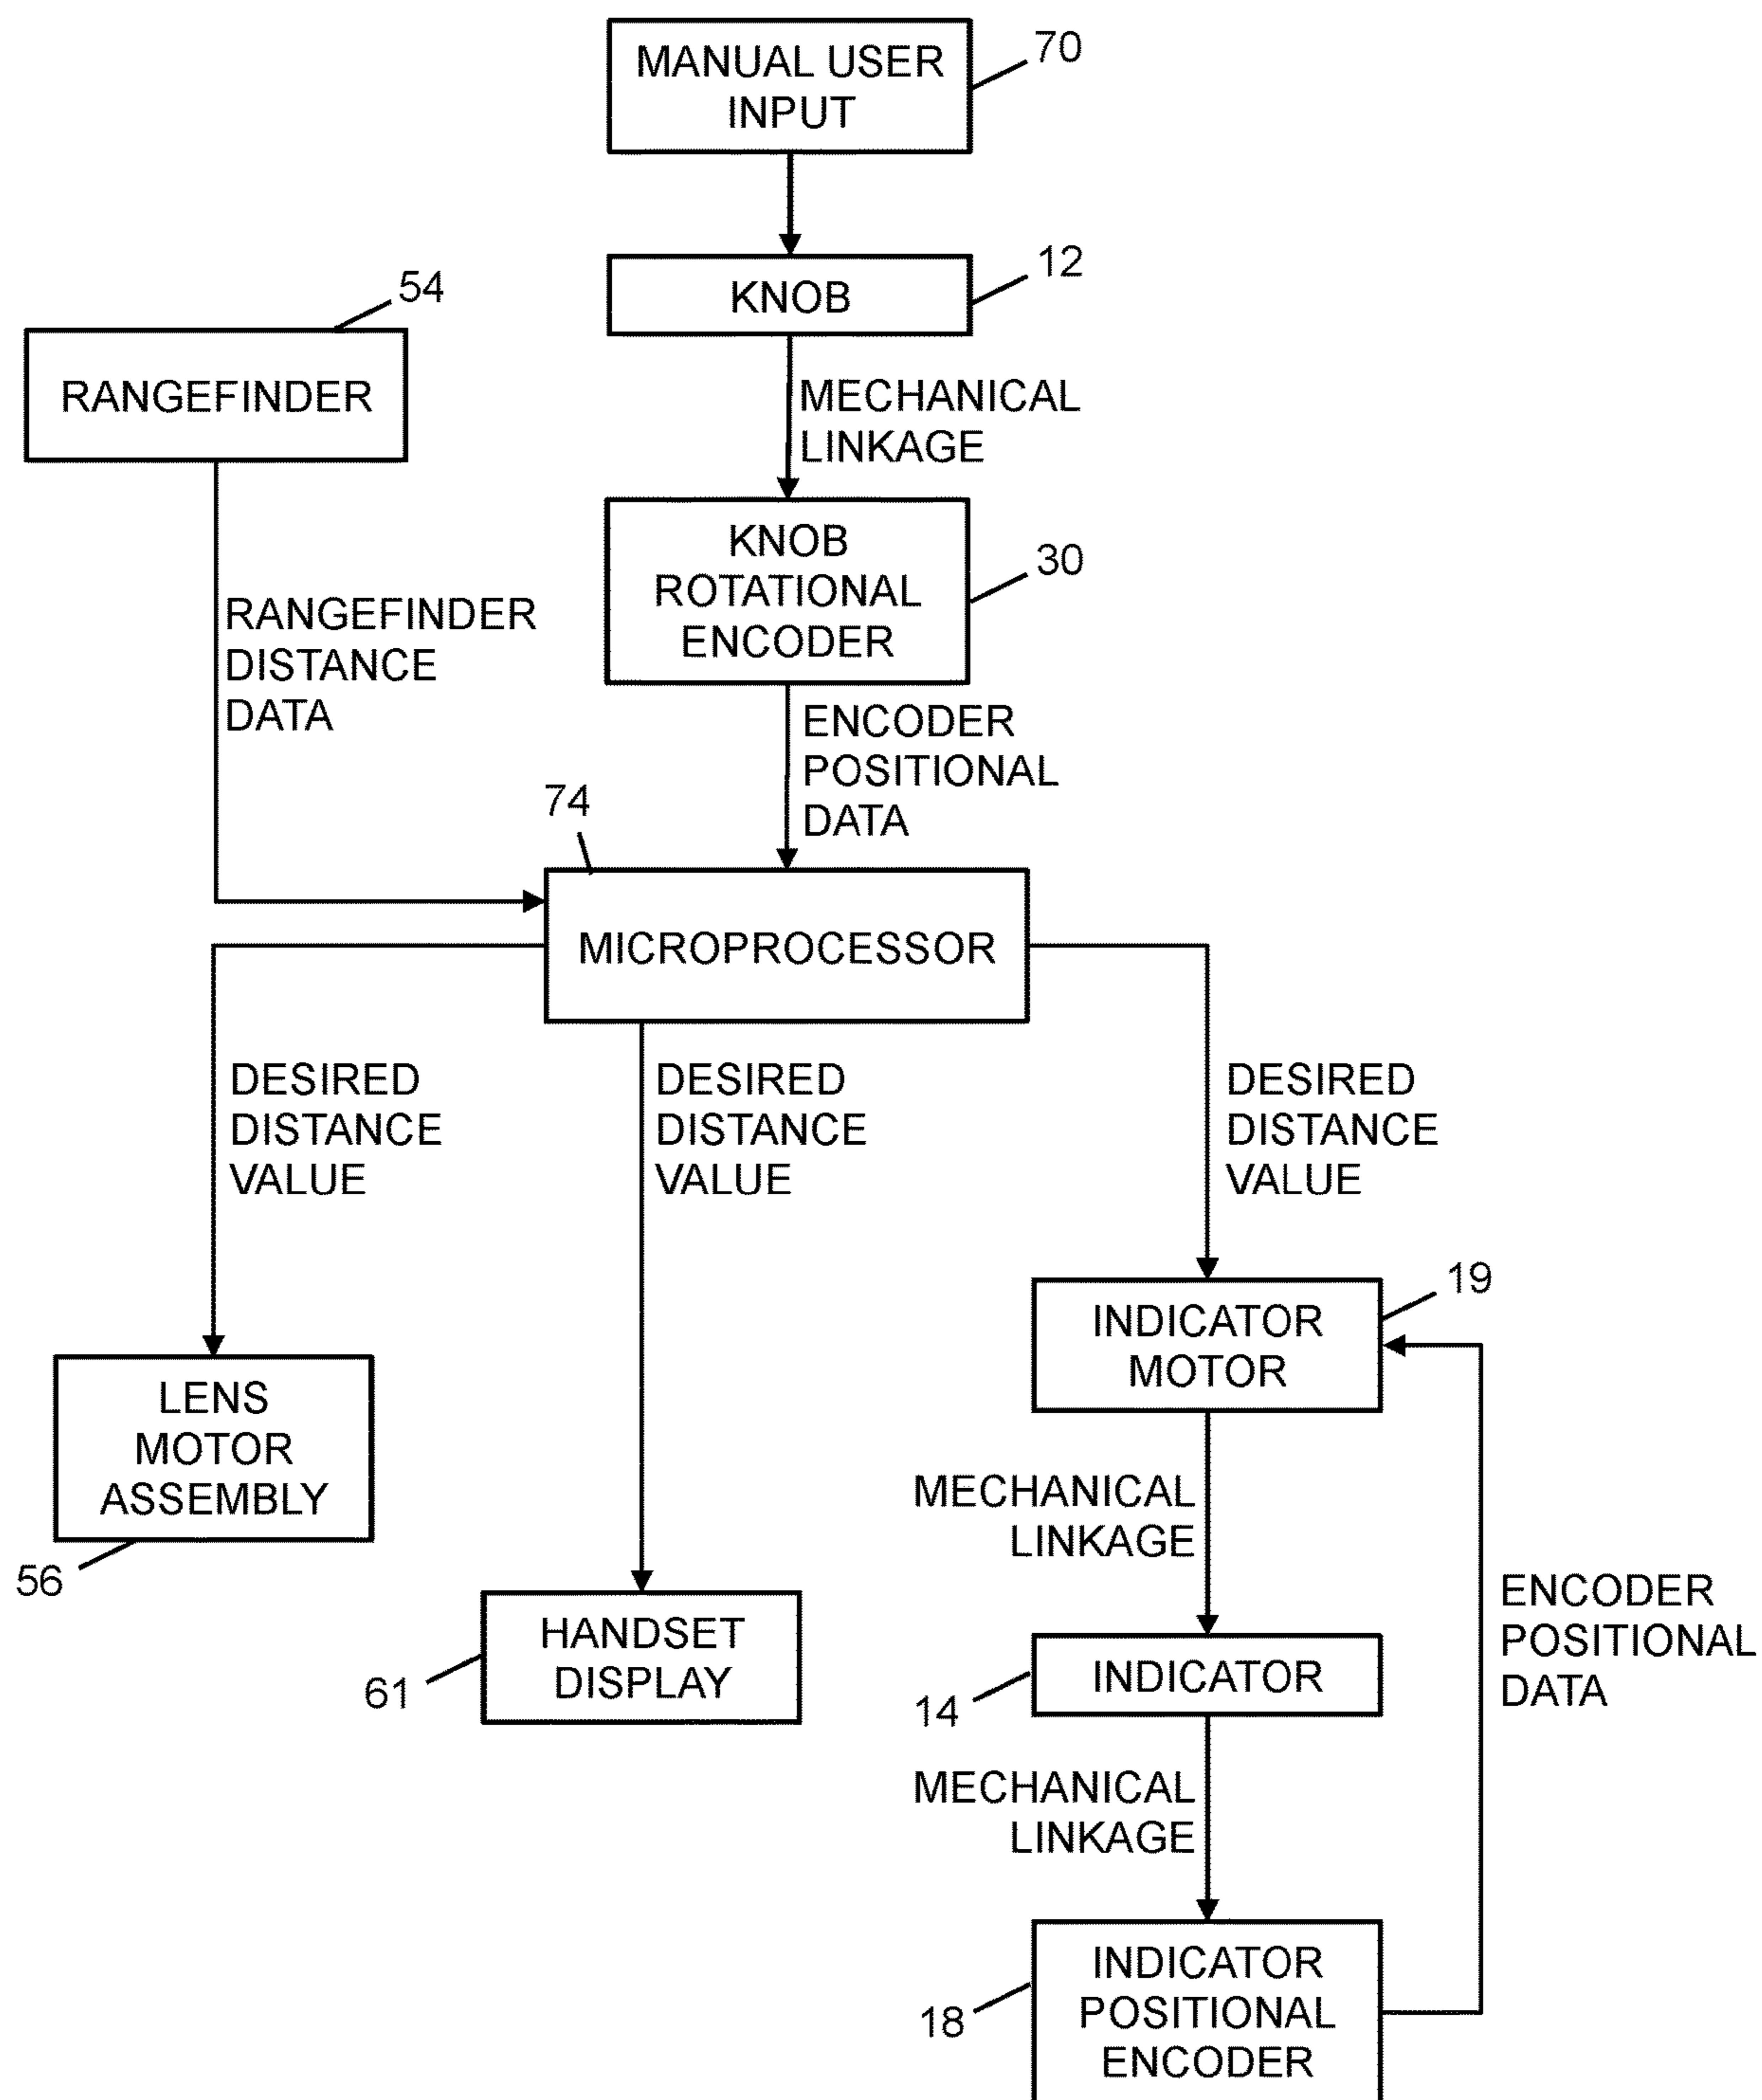 MANUAL USER
INPUT
70
KNOB
12
54
RANGEFINDER
MECHANICAL
LINKAGE
KNOB
ROTATIONAL
ENCODER
30
RANGEFINDER
DISTANCE
DATA
ENCODER
POSITIONAL
DATA
74
MICROPROCESSOR
DESIRED
DISTANCE
VALUE
DESIRED
DISTANCE
VALUE
DESIRED
DISTANCE
VALUE
19
INDICATOR
MOTOR
LENS
MOTOR
ASSEMBLY
56
MECHANICAL
LINKAGE
HANDSET
DISPLAY
61
INDICATOR
14
ENCODER
POSITIONAL
DATA
MECHANICAL
LINKAGE
INDICATOR
POSITIONAL
ENCODER
18